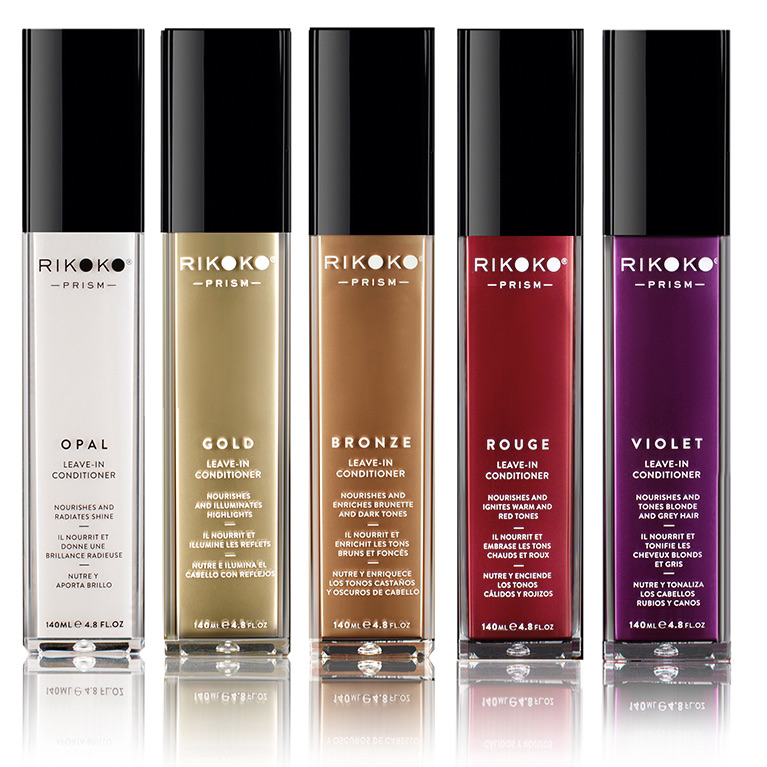 RIKOKO®
—PRISM—
OPAL
LEAVE-IN
CONDITIONER
NOURISHES AND
RADIATES SHINE
IL NOURRIT ET
DONNE UNE
BRILLANCE RADIEUSE
NUTRE Y
APORTA BRILLO
140ML ℮ 4.8 FL.OZ
RIKOKO®
—PRISM—
GOLD
LEAVE-IN
CONDITIONER
NOURISHES
AND ILLUMINATES
HIGHLIGHTS
IL NOURRIT ET
ILLUMINE LES REFLETS
NUTRE E ILUMINA EL
CABELLO CON REFLEJOS
140ML ℮ 4.8 FL.OZ
RIKOKO®
—PRISM—
BRONZE
LEAVE-IN
CONDITIONER
NOURISHES AND
ENRICHES BRUNETTE
AND DARK TONES
IL NOURRIT ET
ENRICHIT LES TONS
BRUNS ET FONCÉS
NUTRE Y ENRIQUECE
LOS TONOS CASTAÑOS
Y OSCUROS DE CABELLO
140ML ℮ 4.8 FL.OZ
RIKOKO®
—PRISM—
ROUGE
LEAVE-IN
CONDITIONER
NOURISHES AND
IGNITES WARM AND
RED TONES
IL NOURRIT ET
EMBRASE LES TONS
CHAUDS ET ROUX
NUTRE Y ENCIENDE
LOS TONOS
CÁLIDOS Y ROJIZOS
140ML ℮ 4.8 FL.OZ
RIKOKO®
—PRISM—
VIOLET
LEAVE-IN
CONDITIONER
NOURISHES AND
TONES BLONDE
AND GREY HAIR
IL NOURRIT ET
TONIFIE LES
CHEVEUX BLONDS
ET GRIS
NUTRE Y TONALIZA
LOS CABELLOS
RUBIOS Y CANOS
140ML ℮ 4.8 FL.OZ